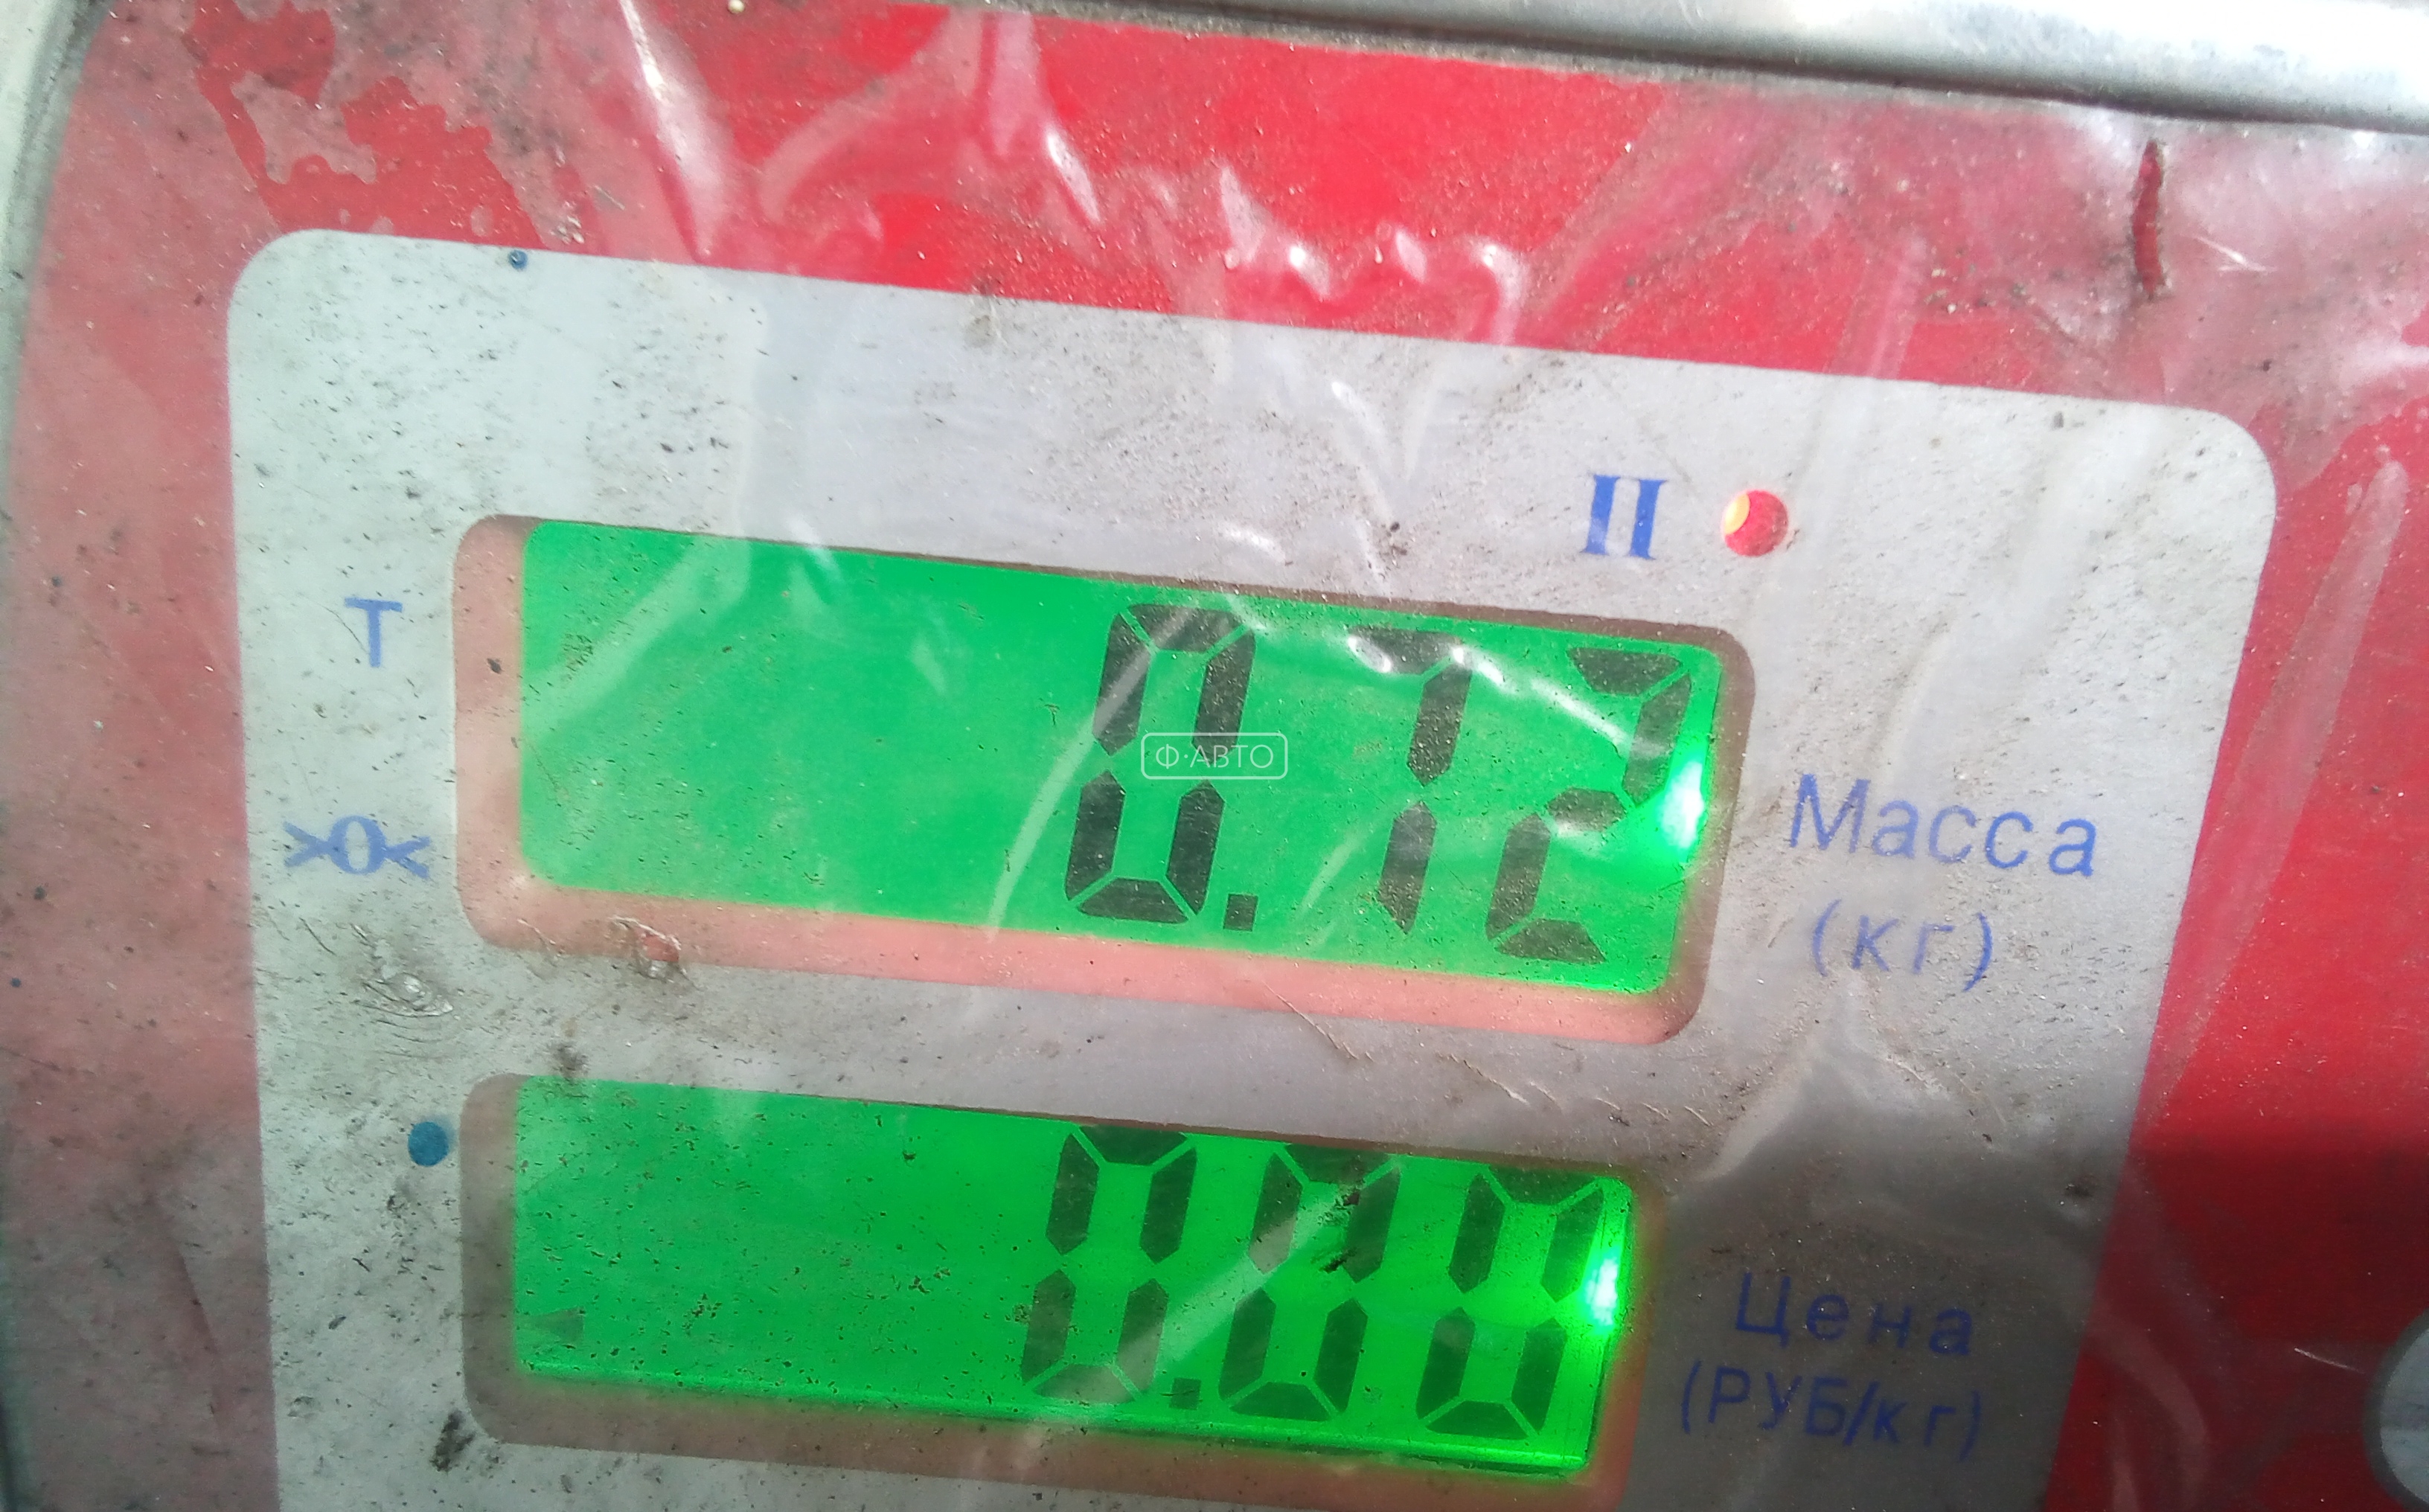 II
T
0.72
Ф·АВТО
>0<
Масса
(кг)
0.00
Цена
(РУБ/кг)